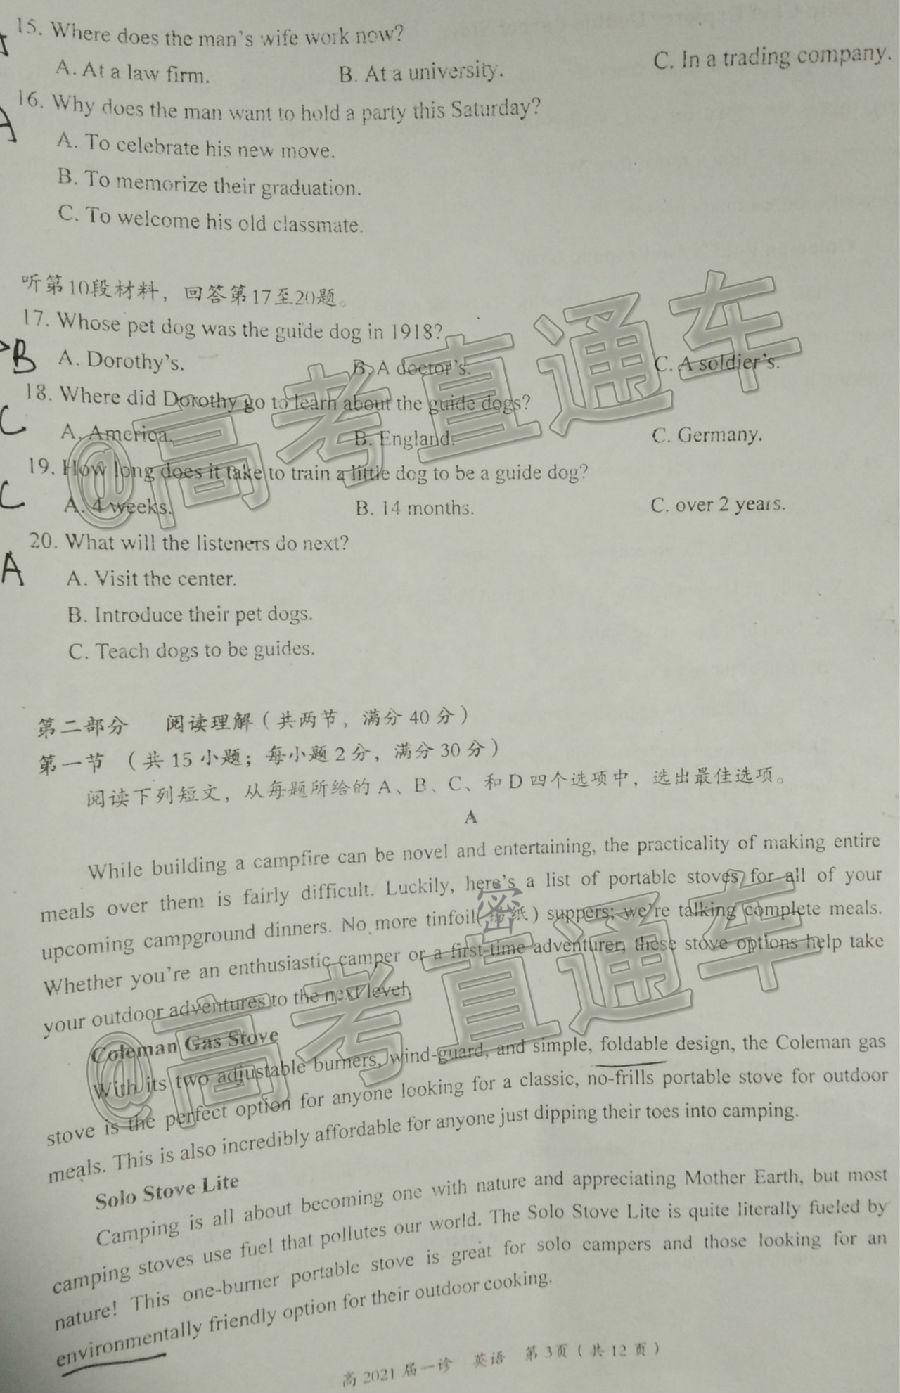 15. Where does the man's wife work now?
A. At a law firm. B. At a university. C. In a trading company.
16. Why does the man want to hold a party this Saturday?
A
A. To celebrate his new move.
B. To memorize their graduation.
C. To welcome his old classmate.
听第10段材料，回答第17至20题。
17. Whose pet dog was the guide dog in 1918?
B A. Dorothy's. B. A doctor's. C. A soldier's.
18. Where did Dorothy go to learn about the guide dogs?
C A. America. B. England. C. Germany.
19. How long does it take to train a little dog to be a guide dog?
C A. 4 weeks. B. 14 months. C. over 2 years.
20. What will the listeners do next?
A A. Visit the center.
B. Introduce their pet dogs.
C. Teach dogs to be guides.
@高考直通车
第二部分 阅读理解（共两节，满分 40 分）
第一节 （共 15 小题；每小题 2 分，满分 30 分）
阅读下列短文，从每题所给的 A、B、C、和 D 四个选项中，选出最佳选项。
A
While building a campfire can be novel and entertaining, the practicality of making entire
meals over them is fairly difficult. Luckily, here's a list of portable stoves for all of your
upcoming campground dinners. No more tinfoil( 纸) suppers; we're talking complete meals.
密
Whether you're an enthusiastic camper or a first-time adventurer, these stove options help take
your outdoor adventures to the next level.
Coleman Gas Stove
With its two adjustable burners, wind-guard, and simple, foldable design, the Coleman gas
stove is the perfect option for anyone looking for a classic, no-frills portable stove for outdoor
meals. This is also incredibly affordable for anyone just dipping their toes into camping.
@高考直通车
Solo Stove Lite
Camping is all about becoming one with nature and appreciating Mother Earth, but most
camping stoves use fuel that pollutes our world. The Solo Stove Lite is quite literally fueled by
nature! This one-burner portable stove is great for solo campers and those looking for an
environmentally friendly option for their outdoor cooking.
高 2021 届一诊 英语 第 3页（共 12 页）